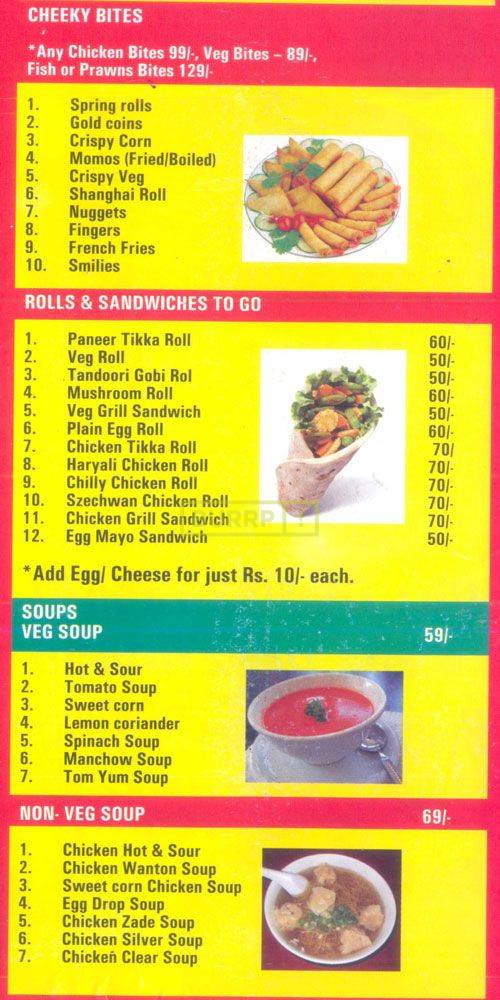 CHEEKY BITES
*Any Chicken Bites 99/-, Veg Bites – 89/-,
Fish or Prawns Bites 129/-
1. Spring rolls
2. Gold coins
3. Crispy Corn
4. Momos (Fried/Boiled)
5. Crispy Veg
6. Shanghai Roll
7. Nuggets
8. Fingers
9. French Fries
10. Smilies
ROLLS & SANDWICHES TO GO
1. Paneer Tikka Roll 60/-
2. Veg Roll 50/-
3. Tandoori Gobi Rol 50/-
4. Mushroom Roll 60/-
5. Veg Grill Sandwich 50/-
6. Plain Egg Roll 60/-
7. Chicken Tikka Roll 70/
8. Haryali Chicken Roll 70/-
9. Chilly Chicken Roll 70/-
10. Szechwan Chicken Roll 70/-
11. Chicken Grill Sandwich 70/-
12. Egg Mayo Sandwich 50/-
*Add Egg/ Cheese for just Rs. 10/- each.
SOUPS
VEG SOUP 59/-
1. Hot & Sour
2. Tomato Soup
3. Sweet corn
4. Lemon coriander
5. Spinach Soup
6. Manchow Soup
7. Tom Yum Soup
NON- VEG SOUP 69/-
1. Chicken Hot & Sour
2. Chicken Wanton Soup
3. Sweet corn Chicken Soup
4. Egg Drop Soup
5. Chicken Zade Soup
6. Chicken Silver Soup
7. Chicken Clear Soup